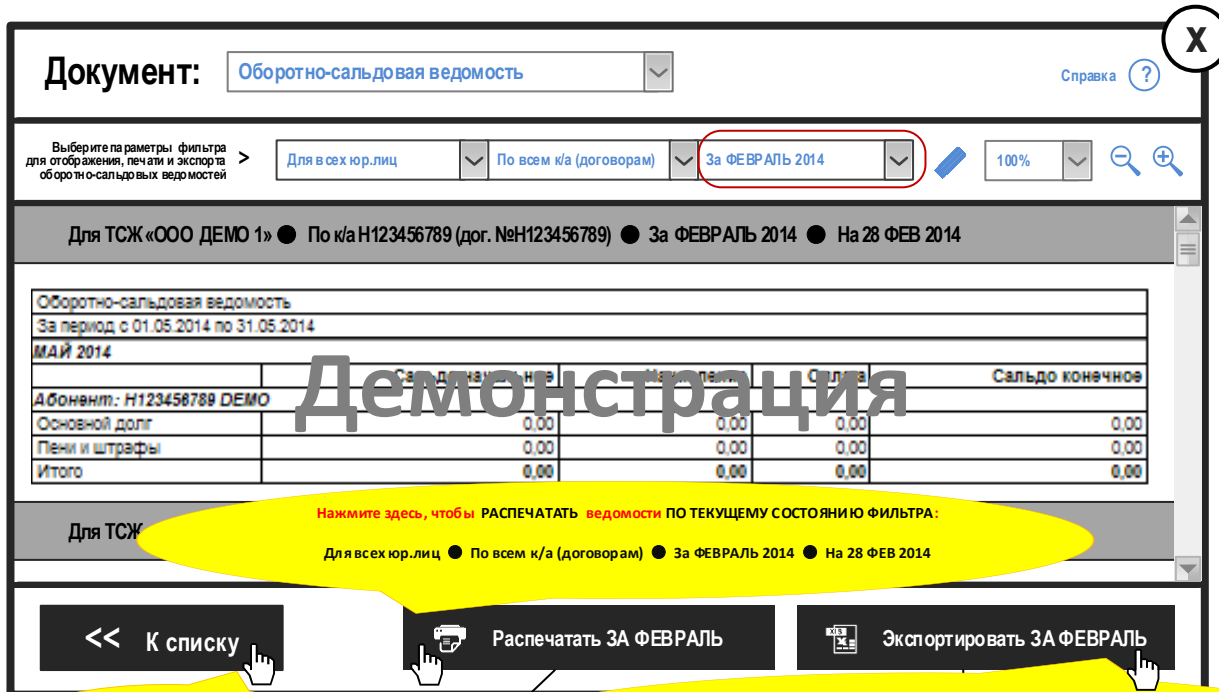 X
Документ: Оборотно-сальдовая ведомость
Справка ?
Выберите параметры фильтра
для отображения, печати и экспорта >
оборотно-сальдовых ведомостей
Для всех юр.лиц По всем к/а (договорам) За ФЕВРАЛЬ 2014 100%
Для ТСЖ «ООО ДЕМО 1» ● По к/а Н123456789 (дог. №Н123456789) ● За ФЕВРАЛЬ 2014 ● На 28 ФЕВ 2014
Оборотно-сальдовая ведомость
За период с 01.05.2014 по 31.05.2014
МАЙ 2014
Сальдо начальное Начисления Оплата Сальдо конечное
Демонстрация
Абонент: Н123456789 DEMO
Основной долг 0,00 0,00 0,00 0,00
Пени и штрафы 0,00 0,00 0,00 0,00
Итого 0,00 0,00 0,00 0,00
Нажмите здесь, чтобы РАСПЕЧАТАТЬ ведомости ПО ТЕКУЩЕМУ СОСТОЯНИЮ ФИЛЬТРА:
Для ТСЖ
Для всех юр.лиц ● По всем к/а (договорам) ● За ФЕВРАЛЬ 2014 ● На 28 ФЕВ 2014
<< К списку
Распечатать ЗА ФЕВРАЛЬ
XLS Экспортировать ЗА ФЕВРАЛЬ